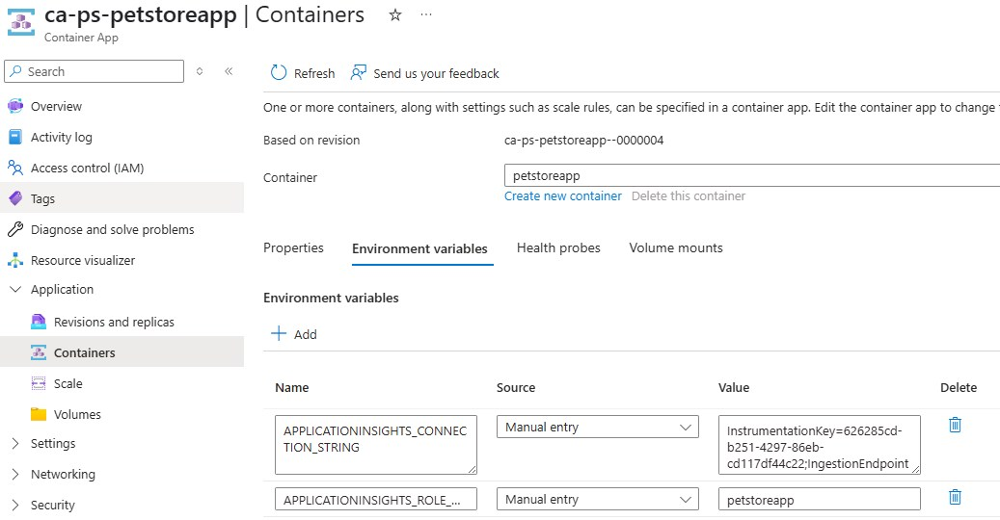 ca-ps-petstoreapp | Containers
Container App
Search
Overview
Activity log
Access control (IAM)
Tags
Diagnose and solve problems
Resource visualizer
Application
Revisions and replicas
Containers
Scale
Volumes
Settings
Networking
Security
Refresh
Send us your feedback
One or more containers, along with settings such as scale rules, can be specified in a container app. Edit the container app to change
Based on revision
ca-ps-petstoreapp--0000004
Container
petstoreapp
Create new container Delete this container
Properties Environment variables Health probes Volume mounts
Environment variables
Add
Name Source Value Delete
APPLICATIONINSIGHTS_CONNEC
TION_STRING
Manual entry
InstrumentationKey=626285cd-
b251-4297-86eb-
cd117df44c22;IngestionEndpoint
APPLICATIONINSIGHTS_ROLE_...
Manual entry
petstoreapp